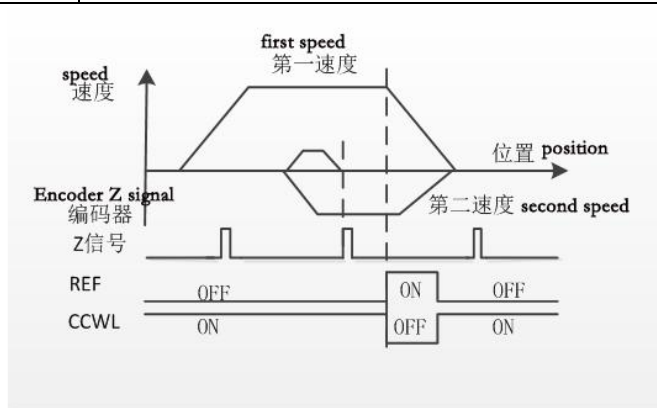 first speed
第一速度
speed
速度
位置 position
Encoder Z signal
编码器
第二速度 second speed
Z信号
REF
OFF
ON
OFF
CCWL
ON
OFF
ON